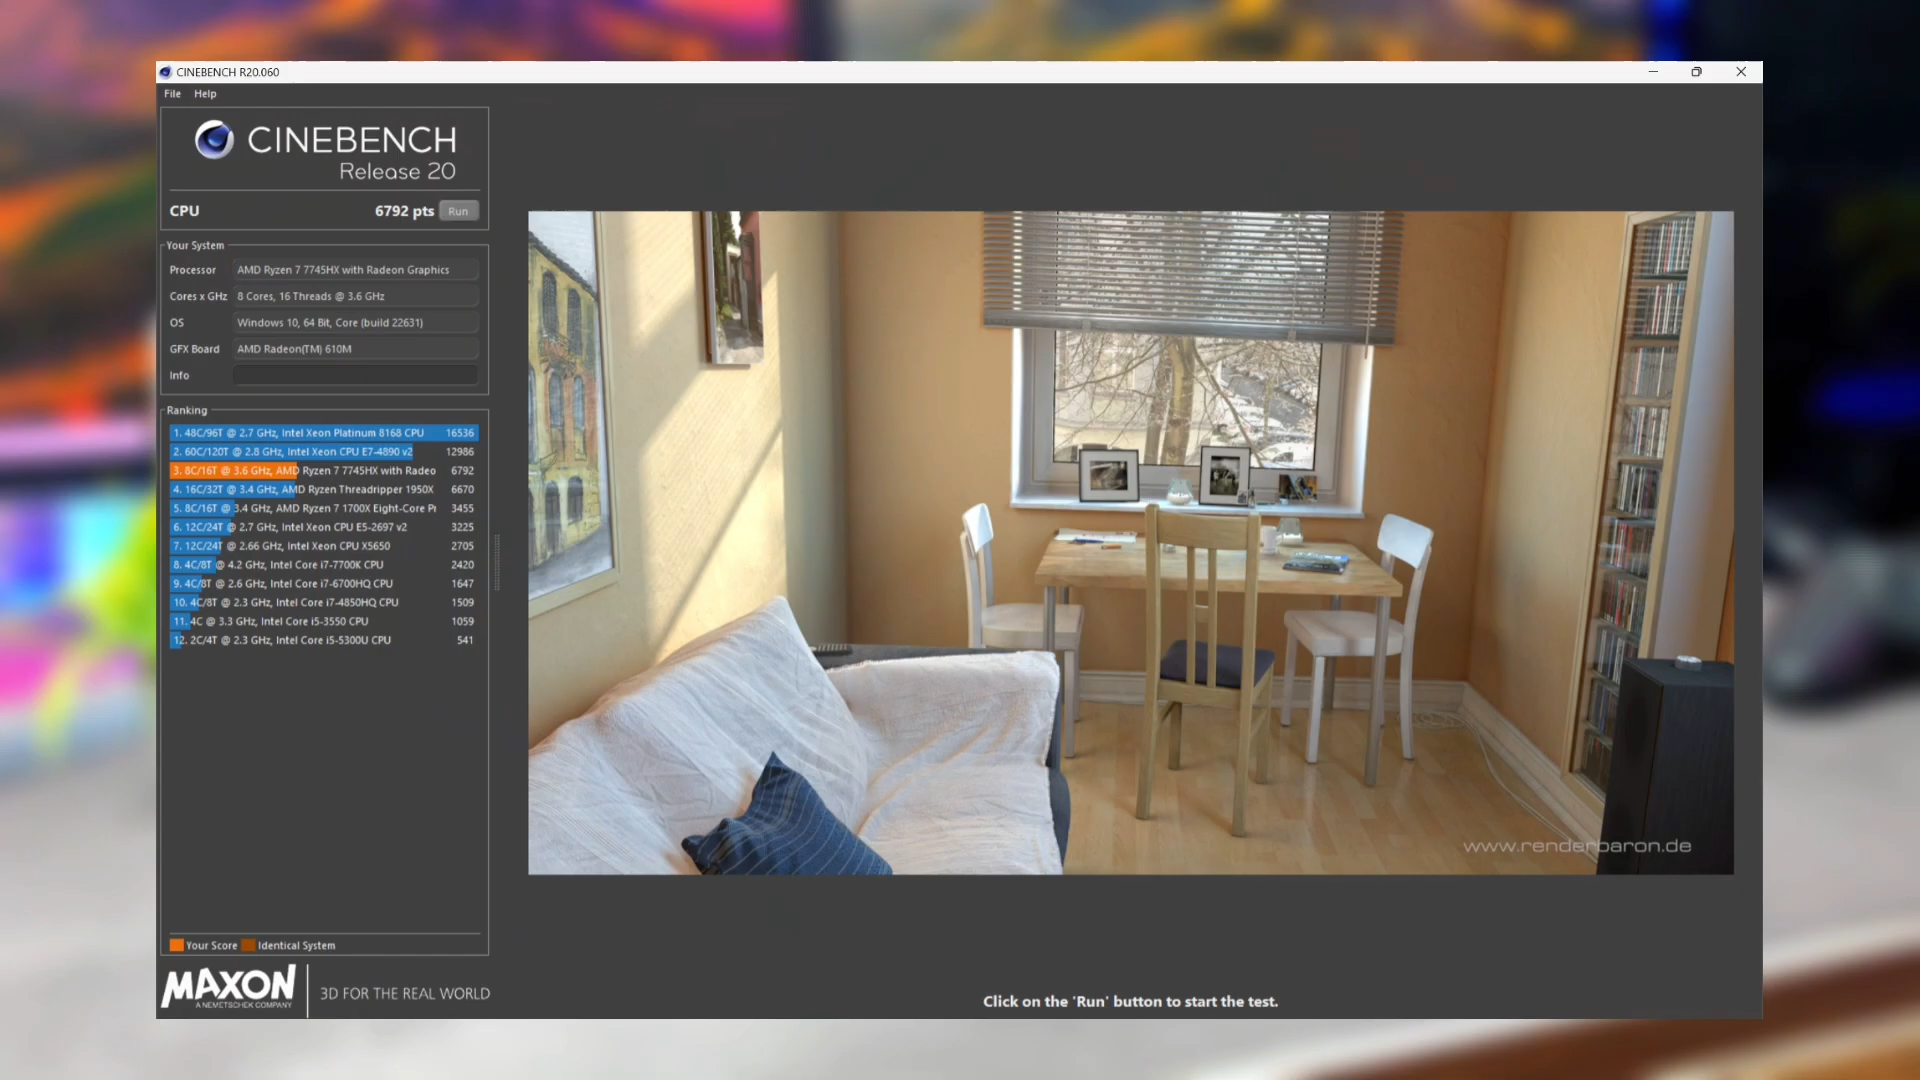 CINEBENCH R20.060
File Help
CINEBENCH
Release 20
CPU 6792 pts Run
Your System
Processor AMD Ryzen 7 7745HX with Radeon Graphics
Cores x GHz 8 Cores, 16 Threads @ 3.6 GHz
OS Windows 10, 64 Bit, Core (build 22631)
GFX Board AMD Radeon(TM) 610M
Info
Ranking
1. 48C/96T @ 2.7 GHz, Intel Xeon Platinum 8168 CPU 16536
2. 60C/120T @ 2.8 GHz, Intel Xeon CPU E7-4890 v2 12986
3. 8C/16T @ 3.6 GHz, AMD Ryzen 7 7745HX with Radeo 6792
4. 16C/32T @ 3.4 GHz, AMD Ryzen Threadripper 1950X 6670
5. 8C/16T @ 3.4 GHz, AMD Ryzen 7 1700X Eight-Core Pr 3455
6. 12C/24T @ 2.7 GHz, Intel Xeon CPU E5-2697 v2 3225
7. 12C/24T @ 2.66 GHz, Intel Xeon CPU X5650 2705
8. 4C/8T @ 4.2 GHz, Intel Core i7-7700K CPU 2420
9. 4C/8T @ 2.6 GHz, Intel Core i7-6700HQ CPU 1647
10. 4C/8T @ 2.3 GHz, Intel Core i7-4850HQ CPU 1509
11. 4C @ 3.3 GHz, Intel Core i5-3550 CPU 1059
12. 2C/4T @ 2.3 GHz, Intel Core i5-5300U CPU 541
www.renderbaron.de
Your Score Identical System
MAXON
A NEMETSCHEK COMPANY
3D FOR THE REAL WORLD
Click on the 'Run' button to start the test.